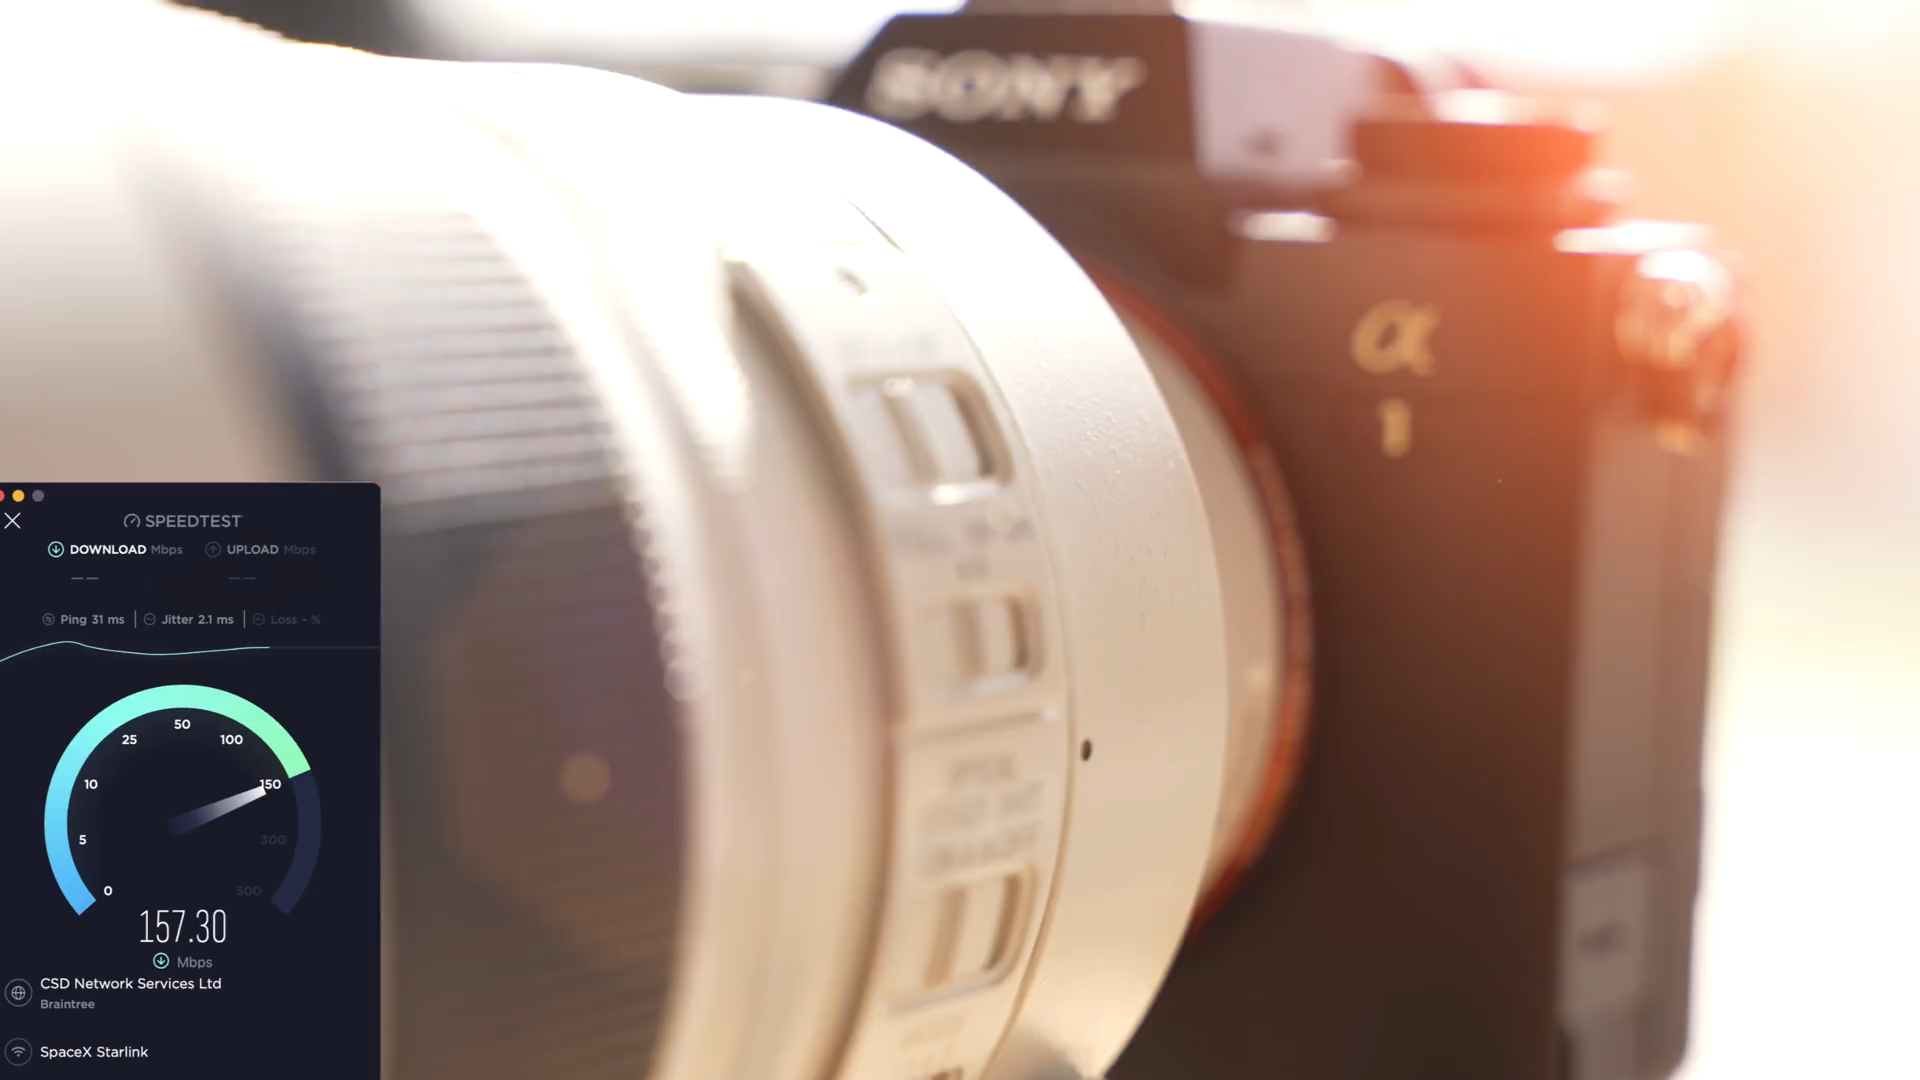 SONY
α
1
SPEEDTEST
DOWNLOAD Mbps UPLOAD Mbps
— — — —
Ping 31 ms Jitter 2.1 ms Loss - %
0
5
10
25
50
100
150
300
500
157.30
Mbps
CSD Network Services Ltd
Braintree
SpaceX Starlink